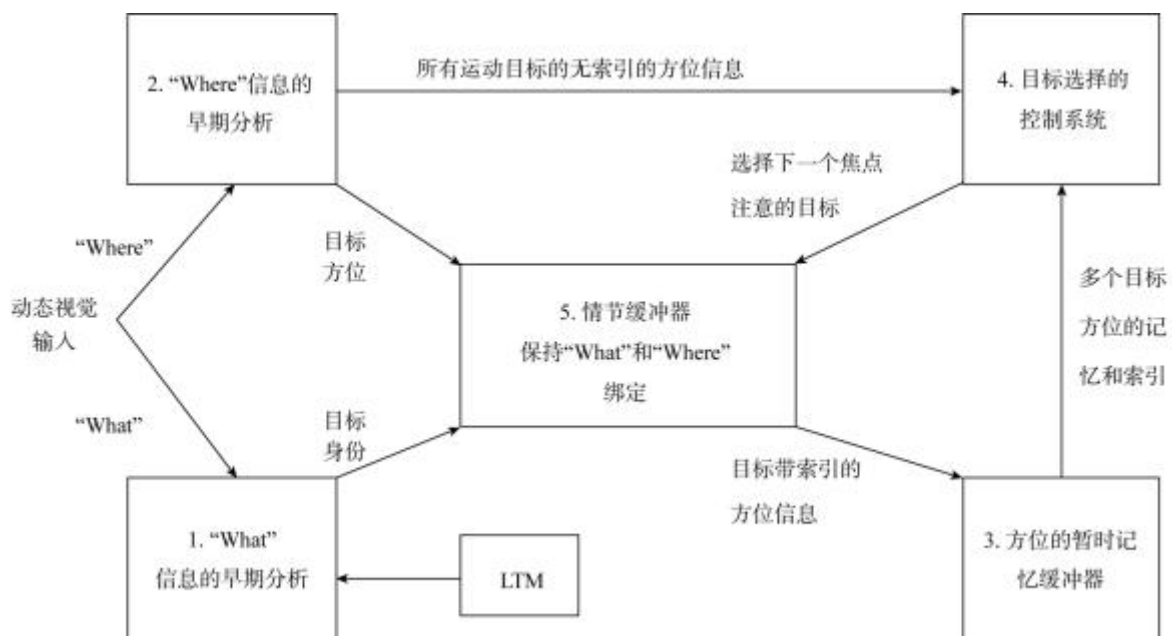 2. “Where”信息的
早期分析
所有运动目标的无索引的方位信息
4. 目标选择的
控制系统
选择下一个焦点
注意的目标
“Where”
目标
方位
动态视觉
输入
5. 情节缓冲器
保持“What”和“Where”
绑定
多个目标
方位的记
忆和索引
“What”
目标
身份
目标带索引的
方位信息
1. “What”
信息的早期分析
LTM
3. 方位的暂时记
忆缓冲器